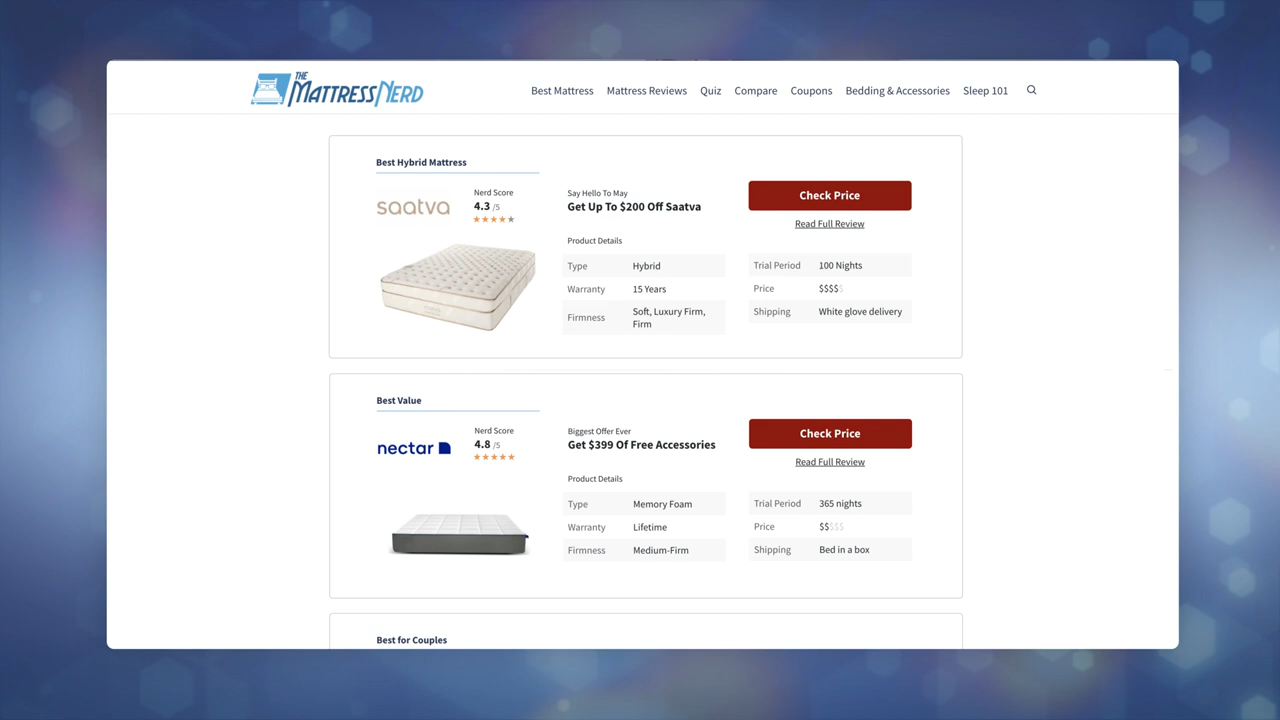 THE
MATTRESSNERD
Best Mattress Mattress Reviews Quiz Compare Coupons Bedding & Accessories Sleep 101
Best Hybrid Mattress
saatva
Nerd Score
4.3 /5
Say Hello To May
Get Up To $200 Off Saatva
Check Price
Read Full Review
Product Details
Type Hybrid
Warranty 15 Years
Firmness Soft, Luxury Firm,
Firm
Trial Period 100 Nights
Price $$$$$
Shipping White glove delivery
Best Value
nectar
Nerd Score
4.8 /5
Biggest Offer Ever
Get $399 Of Free Accessories
Check Price
Read Full Review
Product Details
Type Memory Foam
Warranty Lifetime
Firmness Medium-Firm
Trial Period 365 nights
Price $$$$$
Shipping Bed in a box
Best for Couples